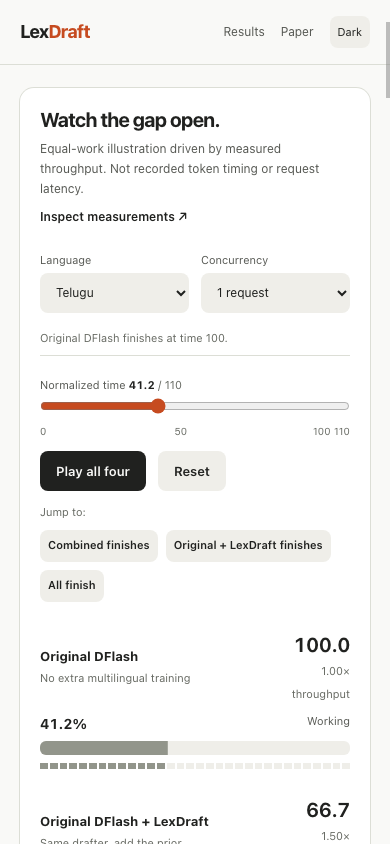 LexDraft
Results Paper Dark
Watch the gap open.
Equal-work illustration driven by measured
throughput. Not recorded token timing or request
latency.
Inspect measurements ↗
Language Concurrency
Telugu 1 request
Original DFlash finishes at time 100.
Normalized time 41.2 / 110
0 50 100 110
Play all four Reset
Jump to:
Combined finishes Original + LexDraft finishes
All finish
Original DFlash 100.0
No extra multilingual training 1.00×
throughput
41.2% Working
Original DFlash + LexDraft 66.7
Same drafter, add the prior 1.50×